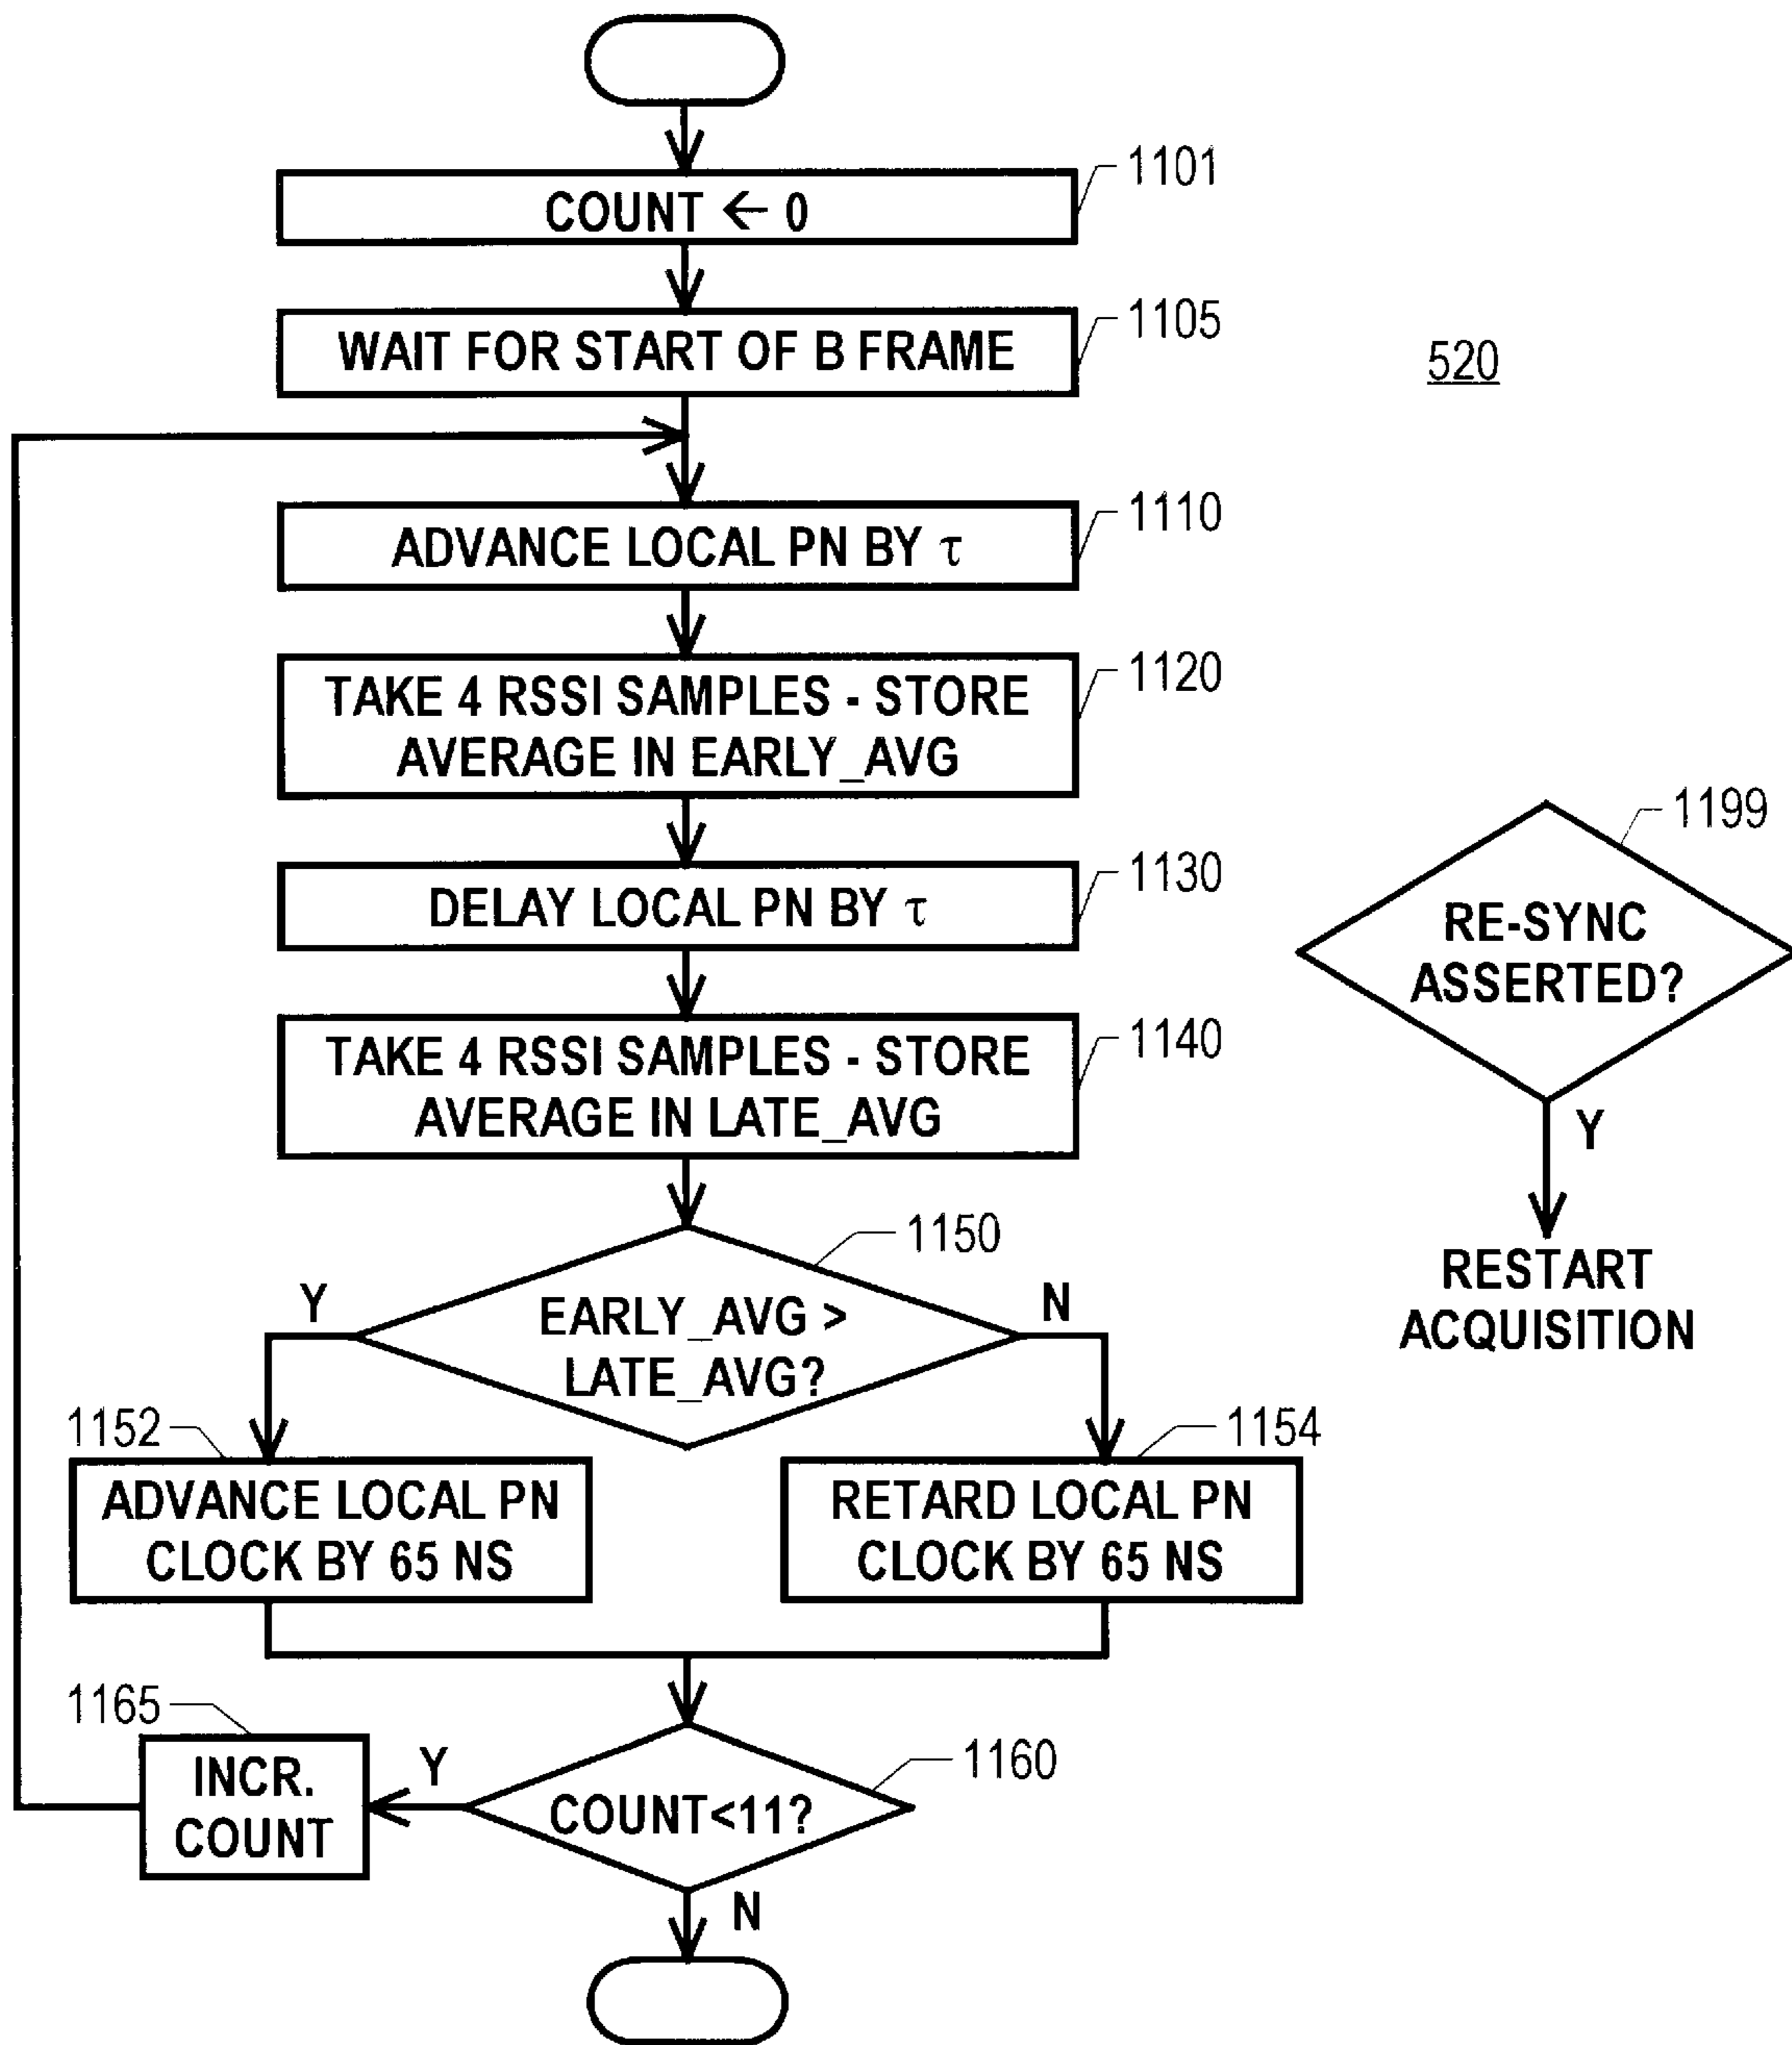 1101
COUNT ← 0
1105
WAIT FOR START OF B FRAME
520
1110
ADVANCE LOCAL PN BY τ
1120
TAKE 4 RSSI SAMPLES - STORE
AVERAGE IN EARLY_AVG
1130
DELAY LOCAL PN BY τ
1140
TAKE 4 RSSI SAMPLES - STORE
AVERAGE IN LATE_AVG
1199
RE-SYNC
ASSERTED?
Y
RESTART
ACQUISITION
1150
EARLY_AVG >
LATE_AVG?
Y
N
1152
ADVANCE LOCAL PN
CLOCK BY 65 NS
1154
RETARD LOCAL PN
CLOCK BY 65 NS
1165
INCR.
COUNT
Y
1160
COUNT<11?
N